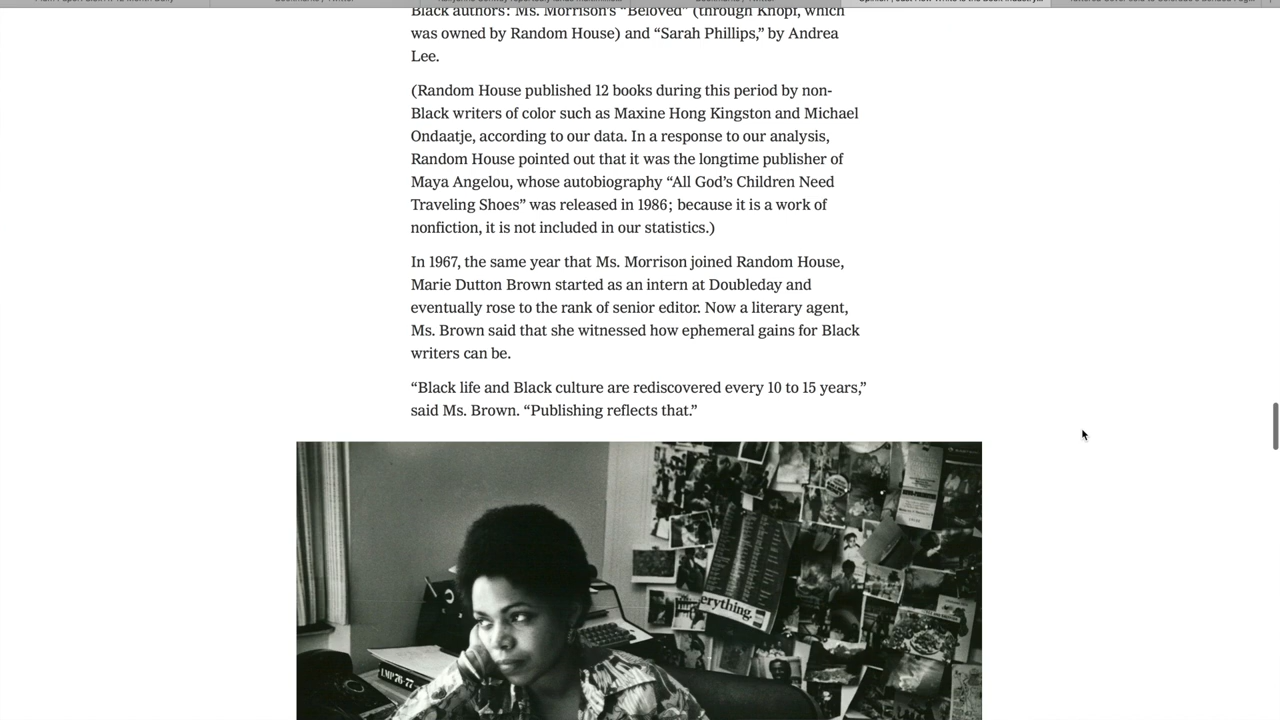 Black authors: Ms. Morrison's “Beloved” (through Knopf, which
was owned by Random House) and “Sarah Phillips,” by Andrea
Lee.
(Random House published 12 books during this period by non-
Black writers of color such as Maxine Hong Kingston and Michael
Ondaatje, according to our data. In a response to our analysis,
Random House pointed out that it was the longtime publisher of
Maya Angelou, whose autobiography “All God’s Children Need
Traveling Shoes” was released in 1986; because it is a work of
nonfiction, it is not included in our statistics.)
In 1967, the same year that Ms. Morrison joined Random House,
Marie Dutton Brown started as an intern at Doubleday and
eventually rose to the rank of senior editor. Now a literary agent,
Ms. Brown said that she witnessed how ephemeral gains for Black
writers can be.
“Black life and Black culture are rediscovered every 10 to 15 years,”
said Ms. Brown. “Publishing reflects that.”
erything.
LMP 76-77